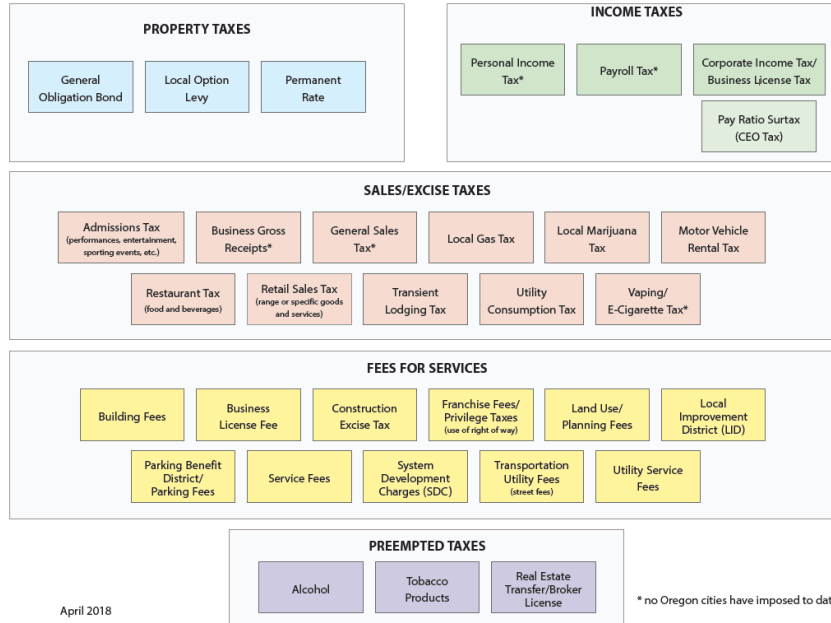 PROPERTY TAXES
General
Obligation Bond
Local Option
Levy
Permanent
Rate
INCOME TAXES
Personal Income
Tax*
Payroll Tax*
Corporate Income Tax/
Business License Tax
Pay Ratio Surtax
(CEO Tax)
SALES/EXCISE TAXES
Admissions Tax
(performances, entertainment,
sporting events, etc.)
Business Gross
Receipts*
General Sales
Tax*
Local Gas Tax
Local Marijuana
Tax
Motor Vehicle
Rental Tax
Restaurant Tax
(food and beverages)
Retail Sales Tax
(range or specific goods
and services)
Transient
Lodging Tax
Utility
Consumption Tax
Vaping/
E-Cigarette Tax*
FEES FOR SERVICES
Building Fees
Business
License Fee
Construction
Excise Tax
Franchise Fees/
Privilege Taxes
(use of right of way)
Land Use/
Planning Fees
Local
Improvement
District (LID)
Parking Benefit
District/
Parking Fees
Service Fees
System
Development
Charges (SDC)
Transportation
Utility Fees
(street fees)
Utility Service
Fees
PREEMPTED TAXES
Alcohol
Tobacco
Products
Real Estate
Transfer/Broker
License
April 2018
* no Oregon cities have imposed to dat